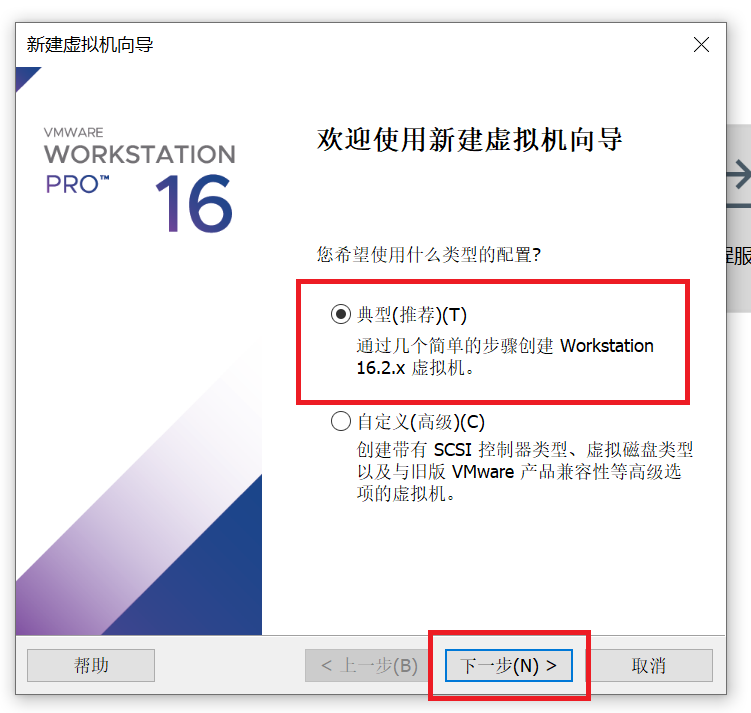 新建虚拟机向导
VMWARE
WORKSTATION
PRO™ 16
欢迎使用新建虚拟机向导
您希望使用什么类型的配置?
典型(推荐)(T)
通过几个简单的步骤创建 Workstation
16.2.x 虚拟机。
自定义(高级)(C)
创建带有 SCSI 控制器类型、虚拟磁盘类型
以及与旧版 VMware 产品兼容性等高级选
项的虚拟机。
程服
帮助
< 上一步(B)
下一步(N) >
取消